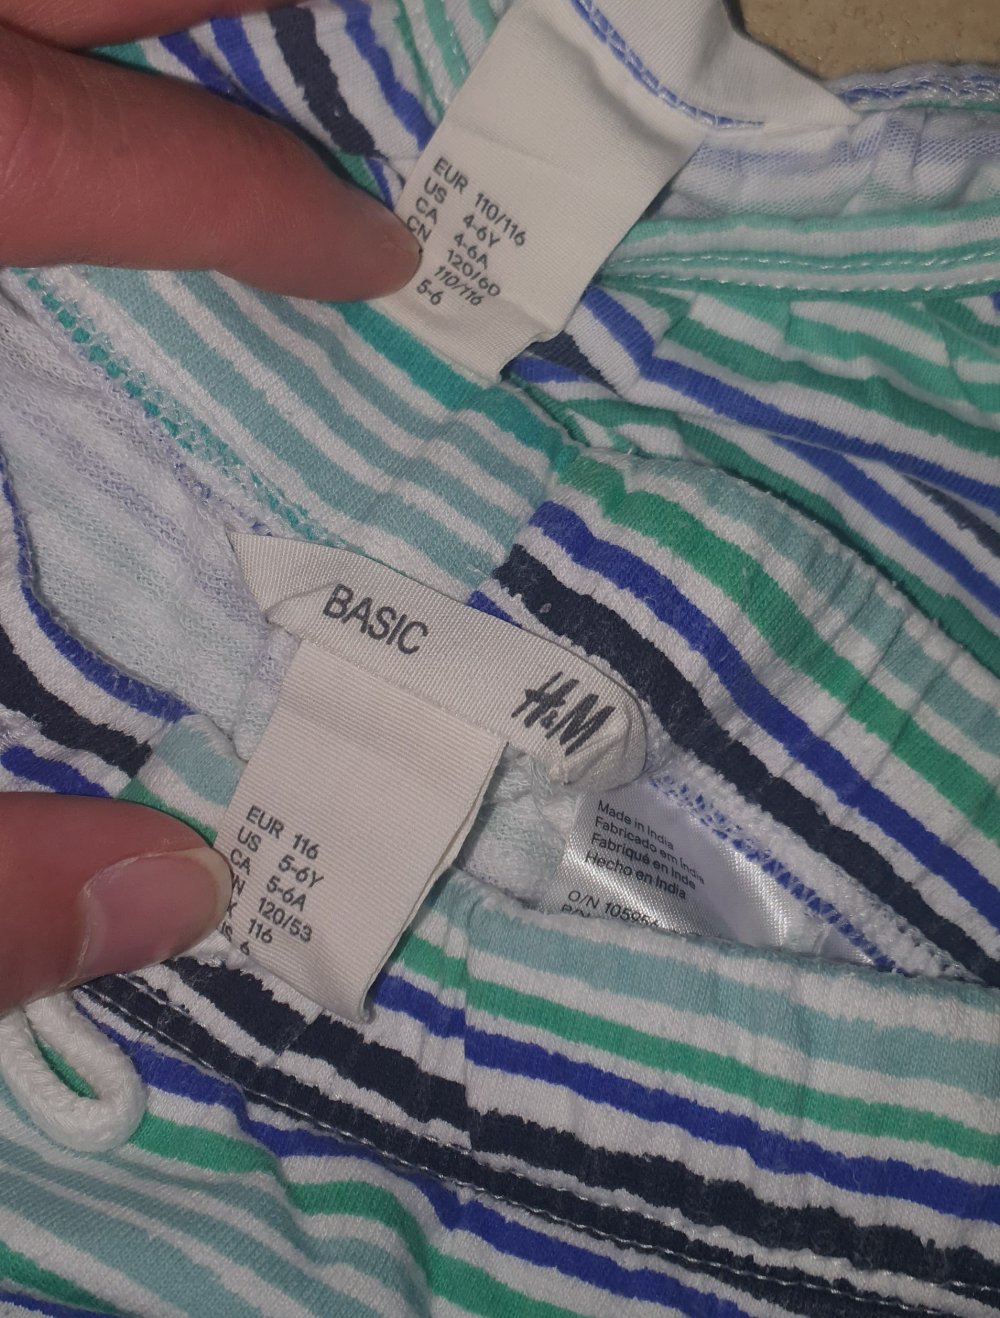 EUR 110/116
US 4-6Y
CA 4-6A
CN 120/60
110/116
5-6
BASIC
H&M
EUR 116
US 5-6Y
CA 5-6A
120/53
116
6
Made in India
Fabricado em India
Fabriqué en Inde
Hecho en India
O/N